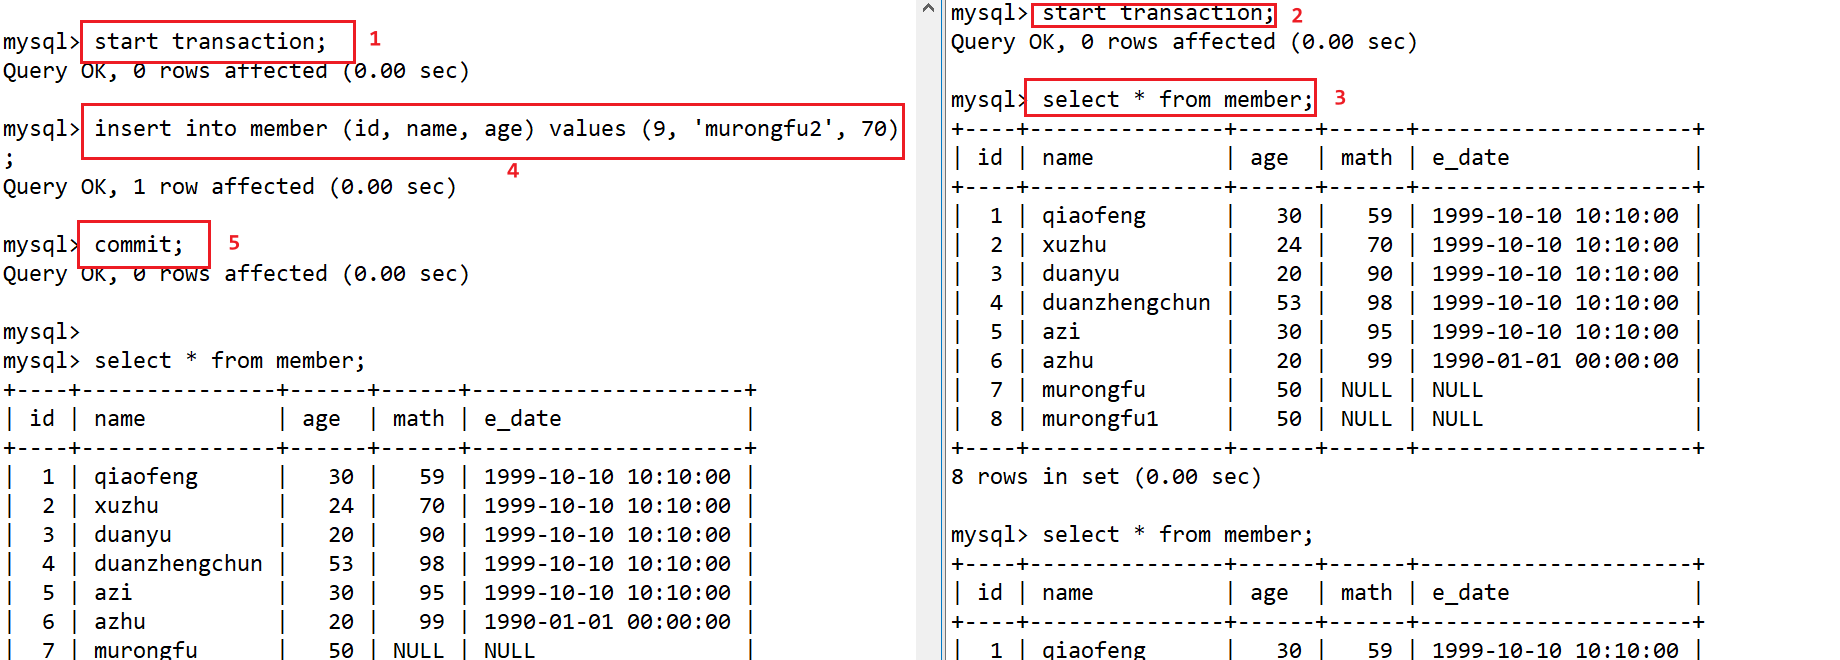 mysql> start transaction; 1
Query OK, 0 rows affected (0.00 sec)
mysql> insert into member (id, name, age) values (9, 'murongfu2', 70)
;
4
Query OK, 1 row affected (0.00 sec)
mysql> commit; 5
Query OK, 0 rows affected (0.00 sec)
mysql>
mysql> select * from member;
+----+---------------+------+------+---------------------+
| id | name          | age  | math | e_date              |
+----+---------------+------+------+---------------------+
|  1 | qiaofeng      |   30 |   59 | 1999-10-10 10:10:00 |
|  2 | xuzhu         |   24 |   70 | 1999-10-10 10:10:00 |
|  3 | duanyu        |   20 |   90 | 1999-10-10 10:10:00 |
|  4 | duanzhengchun |   53 |   98 | 1999-10-10 10:10:00 |
|  5 | azi           |   30 |   95 | 1999-10-10 10:10:00 |
|  6 | azhu          |   20 |   99 | 1990-01-01 00:00:00 |
|  7 | murongfu      |   50 | NULL | NULL                |
mysql> start transaction; 2
Query OK, 0 rows affected (0.00 sec)
mysql> select * from member; 3
+----+---------------+------+------+---------------------+
| id | name          | age  | math | e_date              |
+----+---------------+------+------+---------------------+
|  1 | qiaofeng      |   30 |   59 | 1999-10-10 10:10:00 |
|  2 | xuzhu         |   24 |   70 | 1999-10-10 10:10:00 |
|  3 | duanyu        |   20 |   90 | 1999-10-10 10:10:00 |
|  4 | duanzhengchun |   53 |   98 | 1999-10-10 10:10:00 |
|  5 | azi           |   30 |   95 | 1999-10-10 10:10:00 |
|  6 | azhu          |   20 |   99 | 1990-01-01 00:00:00 |
|  7 | murongfu      |   50 | NULL | NULL                |
|  8 | murongfu1     |   50 | NULL | NULL                |
+----+---------------+------+------+---------------------+
8 rows in set (0.00 sec)
mysql> select * from member;
+----+---------------+------+------+---------------------+
| id | name          | age  | math | e_date              |
+----+---------------+------+------+---------------------+
|  1 | qiaofeng      |   30 |   59 | 1999-10-10 10:10:00 |